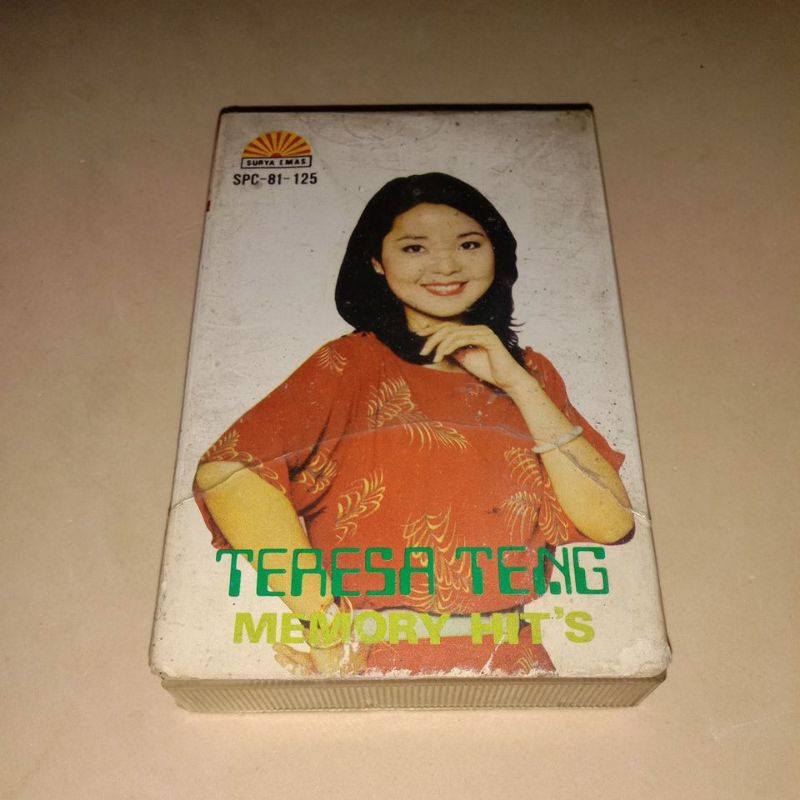 SURYA EMAS
SPC-81-125
TERESA TENG
MEMORY HIT'S